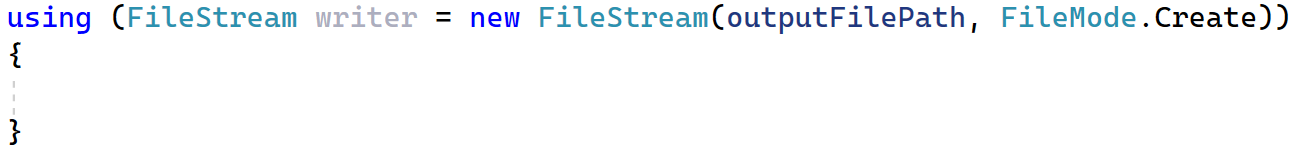 using (FileStream writer = new FileStream(outputFilePath, FileMode.Create))
{
}